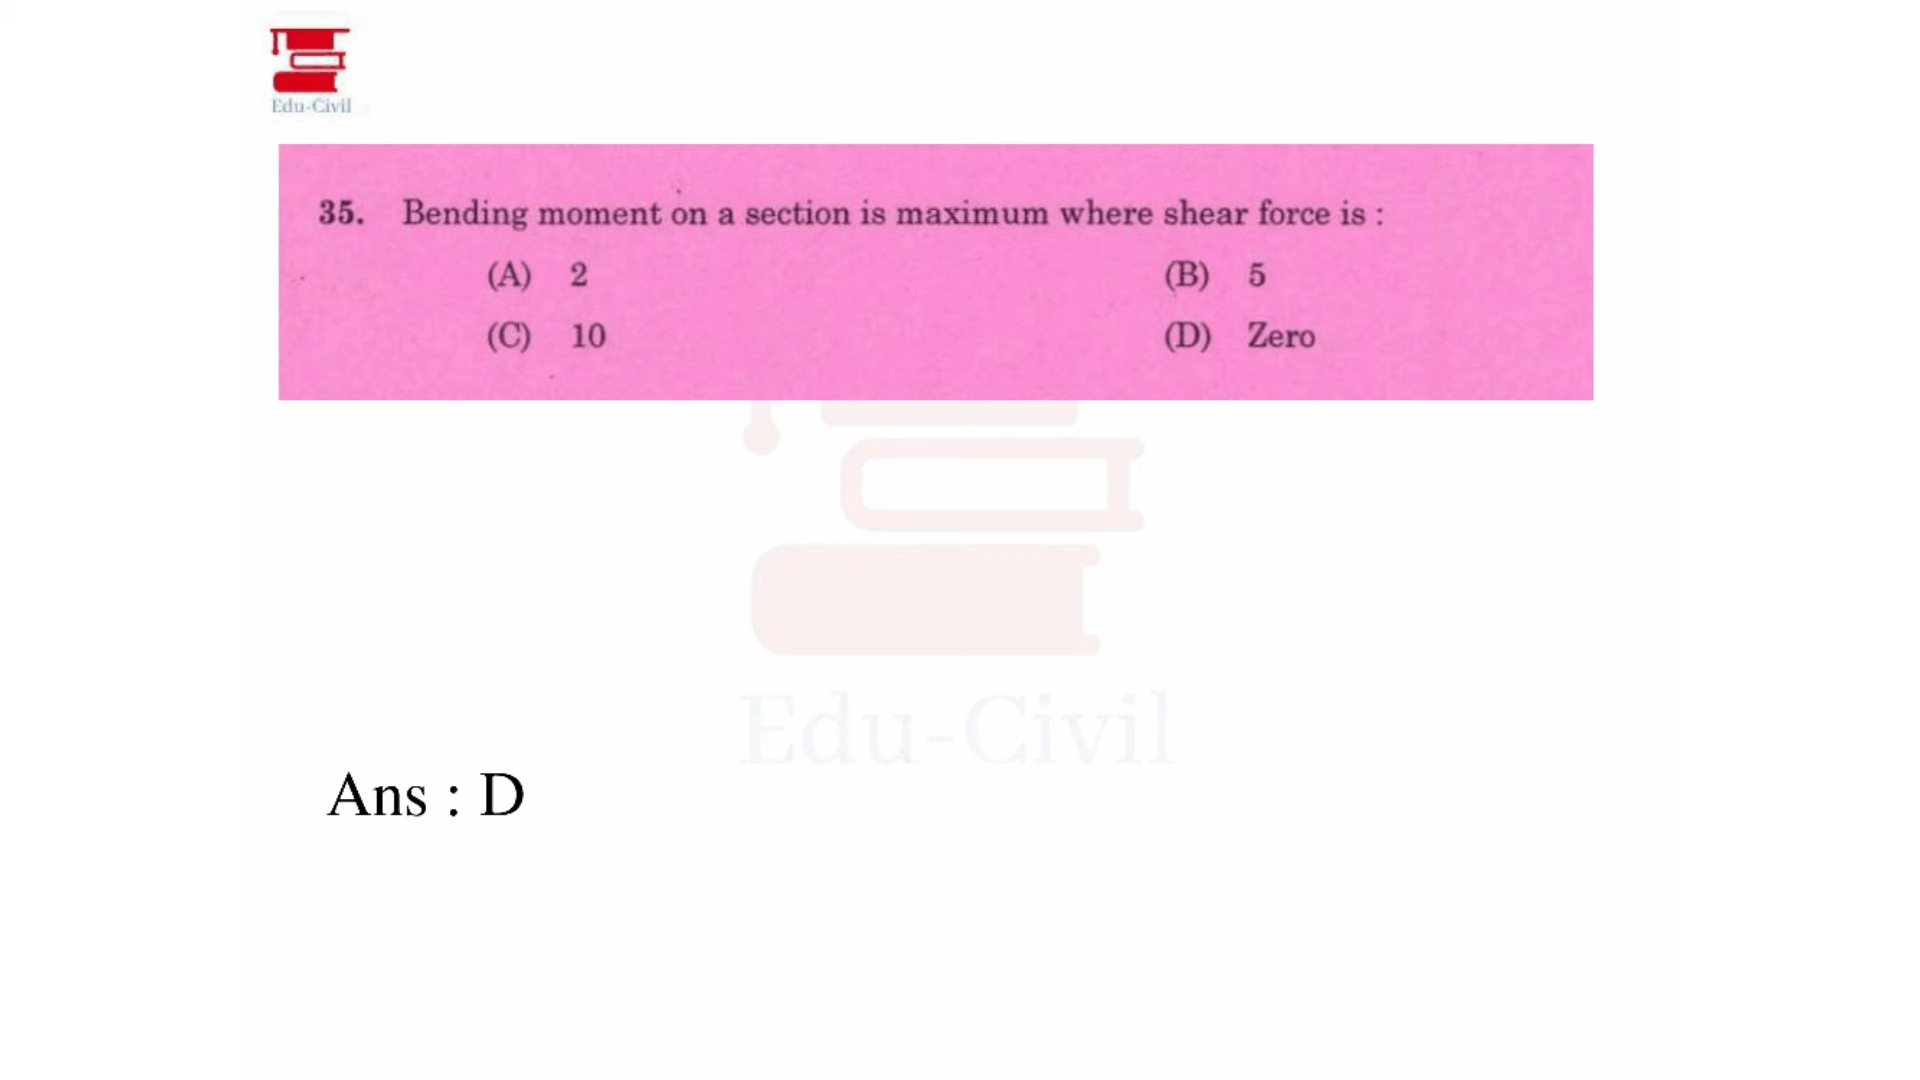 Edu-Civil
35. Bending moment on a section is maximum where shear force is :
(A) 2 (B) 5
(C) 10 (D) Zero
Edu-Civil
Ans : D